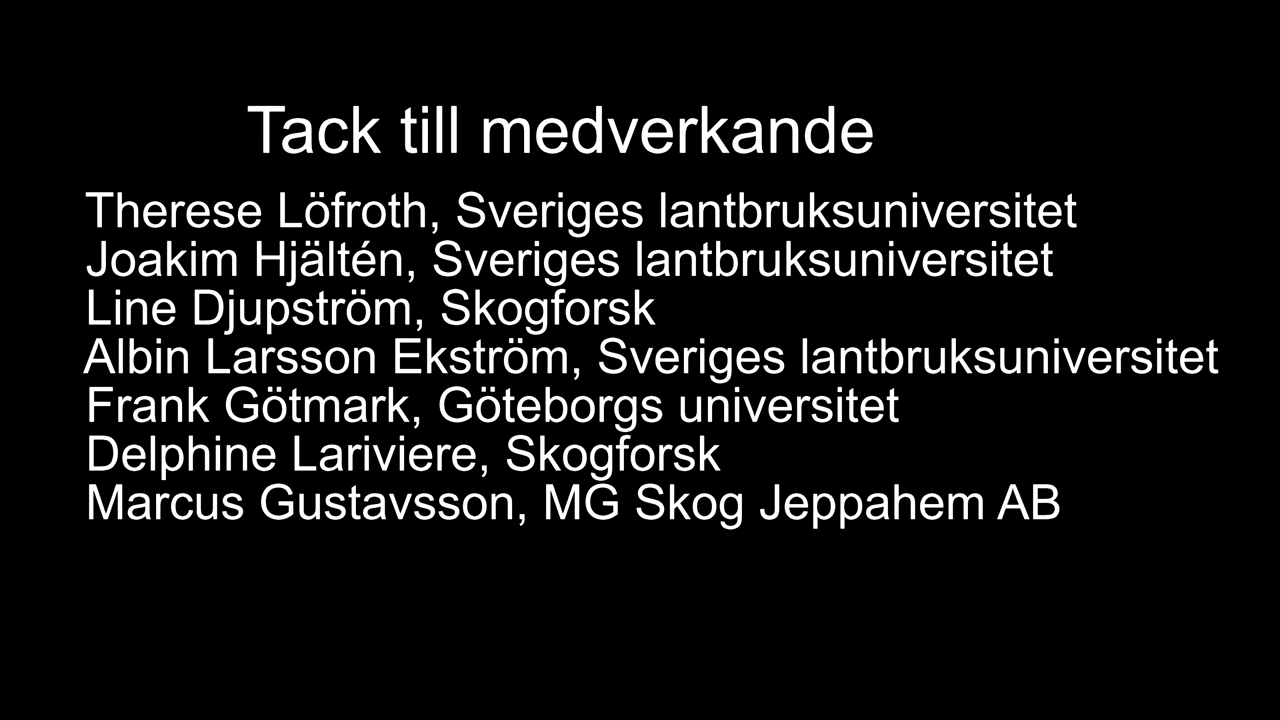 Tack till medverkande
Therese Löfroth, Sveriges lantbruksuniversitet
Joakim Hjältén, Sveriges lantbruksuniversitet
Line Djupström, Skogforsk
Albin Larsson Ekström, Sveriges lantbruksuniversitet
Frank Götmark, Göteborgs universitet
Delphine Lariviere, Skogforsk
Marcus Gustavsson, MG Skog Jeppahem AB